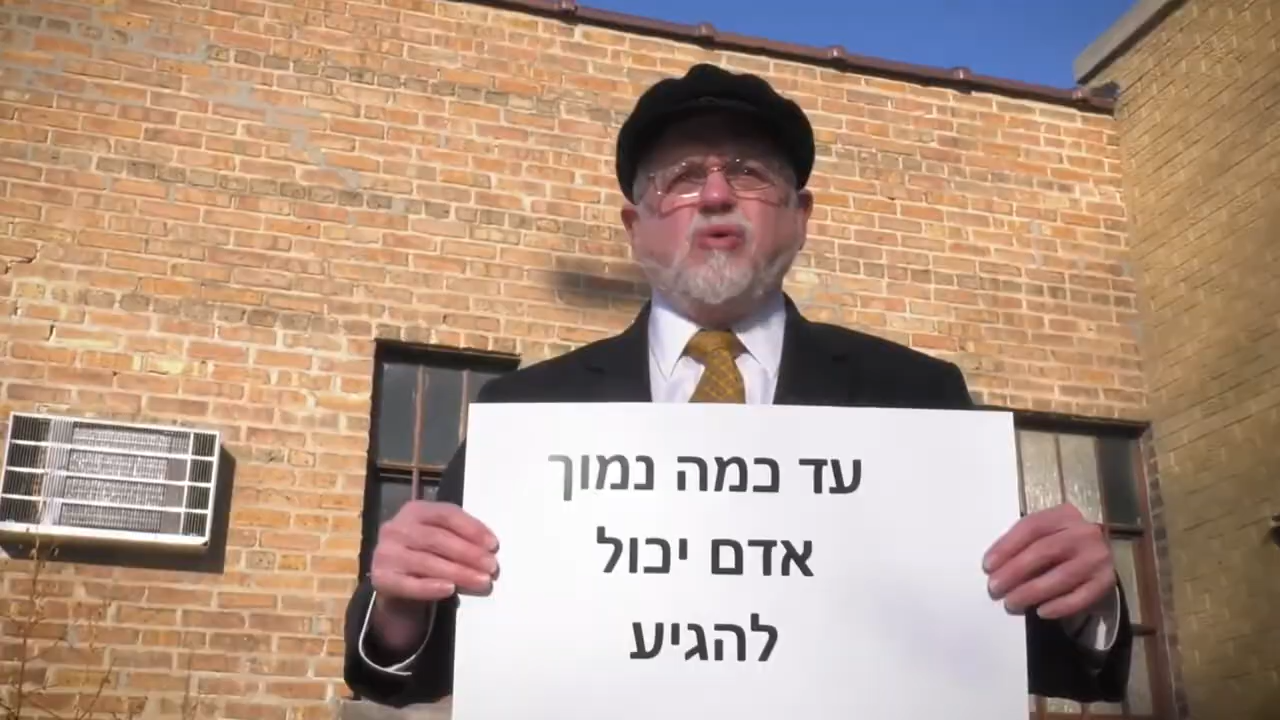 עד כמה נמוך
אדם יכול
להגיע